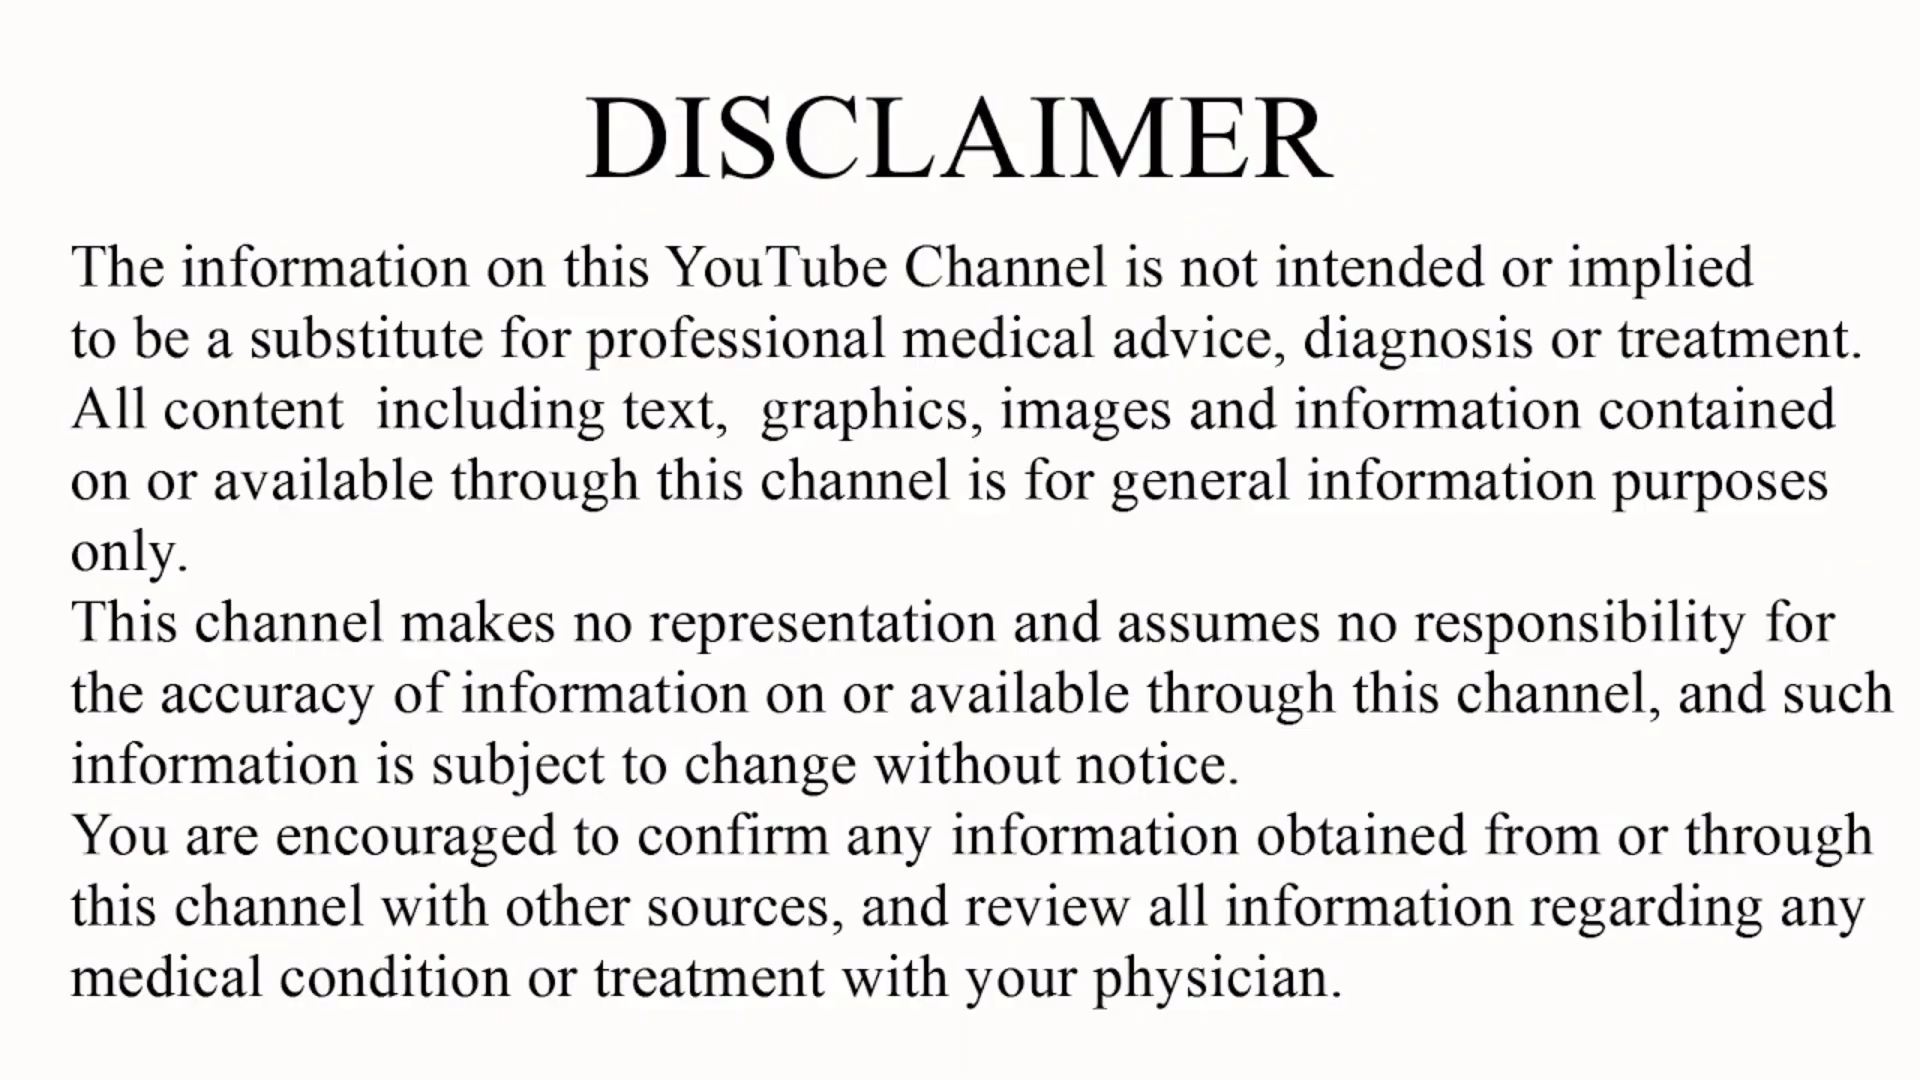 DISCLAIMER
The information on this YouTube Channel is not intended or implied
to be a substitute for professional medical advice, diagnosis or treatment.
All content  including text,  graphics, images and information contained
on or available through this channel is for general information purposes
only.
This channel makes no representation and assumes no responsibility for
the accuracy of information on or available through this channel, and such
information is subject to change without notice.
You are encouraged to confirm any information obtained from or through
this channel with other sources, and review all information regarding any
medical condition or treatment with your physician.